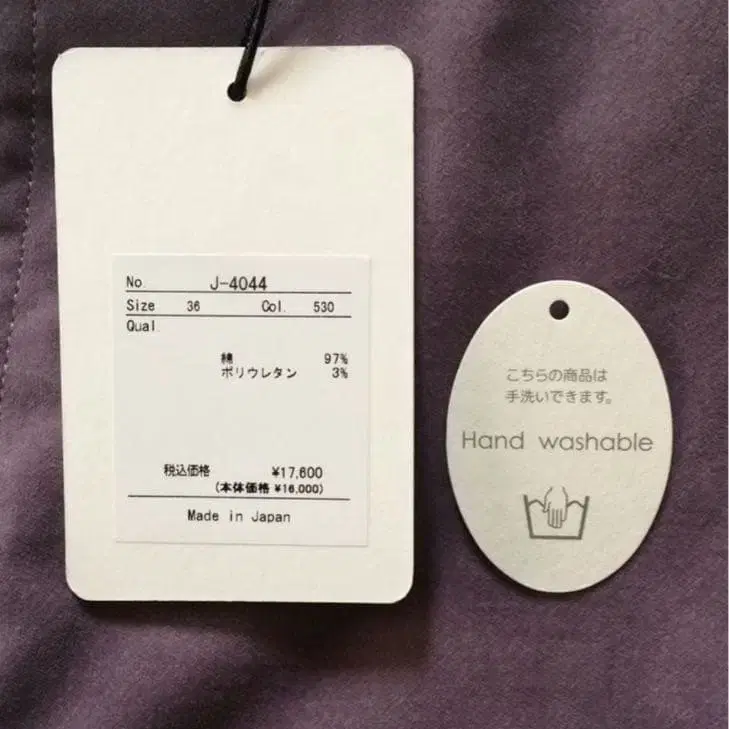 No. J-4044
Size 36 Col. 530
Qual.
綿 97%
ポリウレタン 3%
税込価格 ¥17,600
(本体価格 ¥16,000)
Made in Japan
こちらの商品は
手洗いできます。
Hand washable